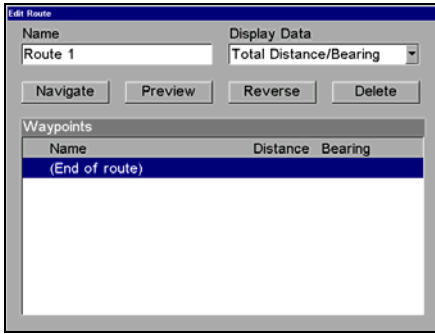 Edit Route
Name Display Data
Route 1 Total Distance/Bearing
Navigate Preview Reverse Delete
Waypoints
Name Distance Bearing
(End of route)